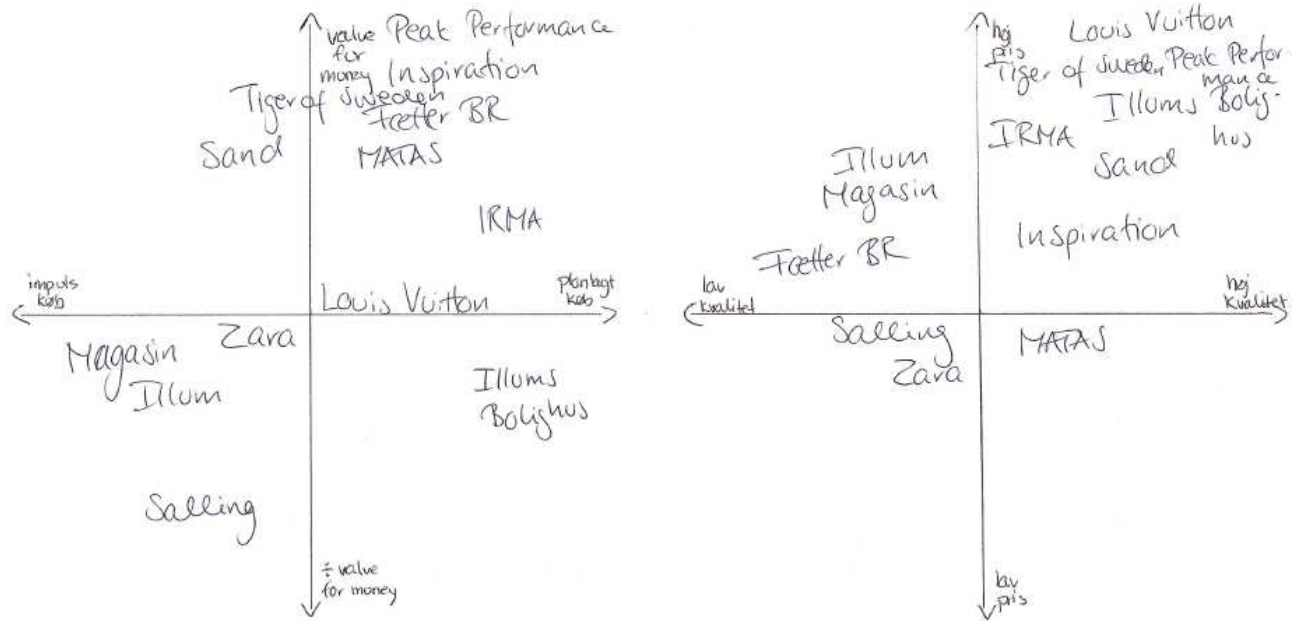 value Peak Performance
for
money Inspiration
Tiger of Sweden
Fætter BR
Sand MATAS
IRMA
impuls
køb
planlagt
køb
Louis Vuitton
Zara
Magasin
Illum
Illums
Bolighus
Salling
÷ value
for money
høj
pris
Louis Vuitton
Tiger of Sweden Peak Perfor-
mance
Illums Bolig-
hus
IRMA
Sand
Illum
Magasin
Inspiration
Fætter BR
lav
kvalitet
høj
kvalitet
Salling
MATAS
Zara
lav
pris